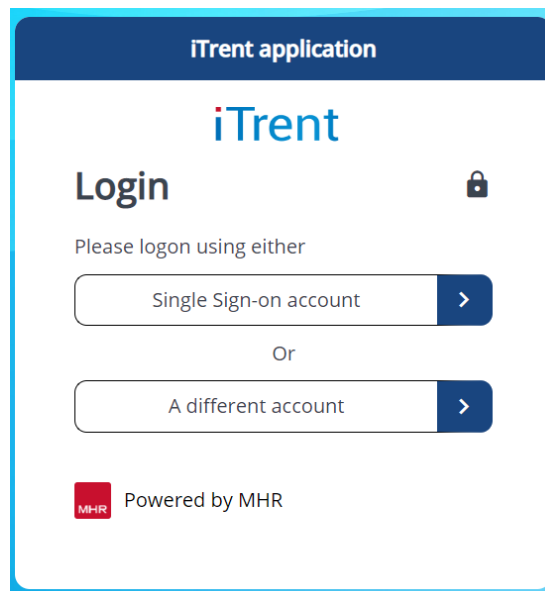 iTrent application
iTrent
Login
Please logon using either
Single Sign-on account
Or
A different account
MHR
Powered by MHR